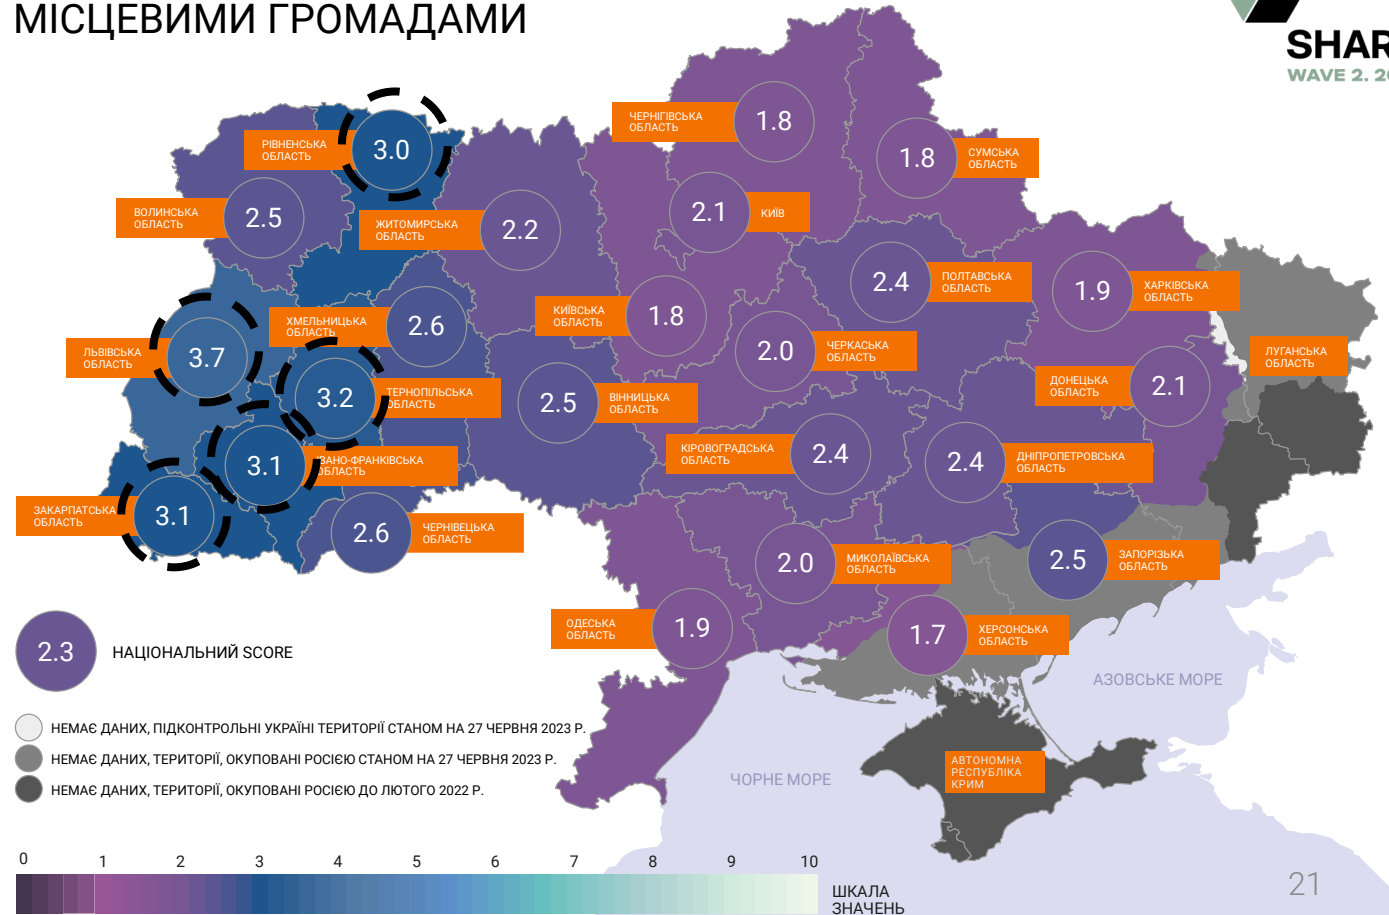 МІСЦЕВИМИ ГРОМАДАМИ
SHAR
WAVE 2. 20
ЧЕРНІГІВСЬКА
ОБЛАСТЬ
1.8
РІВНЕНСЬКА
ОБЛАСТЬ
3.0
1.8
СУМСЬКА
ОБЛАСТЬ
ВОЛИНСЬКА
ОБЛАСТЬ
2.5
ЖИТОМИРСЬКА
ОБЛАСТЬ
2.2
2.1
КИЇВ
2.4
ПОЛТАВСЬКА
ОБЛАСТЬ
1.9
ХАРКІВСЬКА
ОБЛАСТЬ
ХМЕЛЬНИЦЬКА
ОБЛАСТЬ
2.6
КИЇВСЬКА
ОБЛАСТЬ
1.8
ЛЬВІВСЬКА
ОБЛАСТЬ
3.7
2.0
ЧЕРКАСЬКА
ОБЛАСТЬ
ЛУГАНСЬКА
ОБЛАСТЬ
3.2
ТЕРНОПІЛЬСЬКА
ОБЛАСТЬ
2.5
ВІННИЦЬКА
ОБЛАСТЬ
ДОНЕЦЬКА
ОБЛАСТЬ
2.1
3.1
ІВАНО-ФРАНКІВСЬКА
ОБЛАСТЬ
КІРОВОГРАДСЬКА
ОБЛАСТЬ
2.4
2.4
ДНІПРОПЕТРОВСЬКА
ОБЛАСТЬ
ЗАКАРПАТСЬКА
ОБЛАСТЬ
3.1
2.6
ЧЕРНІВЕЦЬКА
ОБЛАСТЬ
2.0
МИКОЛАЇВСЬКА
ОБЛАСТЬ
2.5
ЗАПОРІЗЬКА
ОБЛАСТЬ
ОДЕСЬКА
ОБЛАСТЬ
1.9
1.7
ХЕРСОНСЬКА
ОБЛАСТЬ
2.3
НАЦІОНАЛЬНИЙ SCORE
АЗОВСЬКЕ МОРЕ
НЕМАЄ ДАНИХ, ПІДКОНТРОЛЬНІ УКРАЇНІ ТЕРИТОРІЇ СТАНОМ НА 27 ЧЕРВНЯ 2023 Р.
НЕМАЄ ДАНИХ, ТЕРИТОРІЇ, ОКУПОВАНІ РОСІЄЮ СТАНОМ НА 27 ЧЕРВНЯ 2023 Р.
НЕМАЄ ДАНИХ, ТЕРИТОРІЇ, ОКУПОВАНІ РОСІЄЮ ДО ЛЮТОГО 2022 Р.
ЧОРНЕ МОРЕ
АВТОНОМНА
РЕСПУБЛІКА
КРИМ
0 1 2 3 4 5 6 7 8 9 10
ШКАЛА
ЗНАЧЕНЬ
21